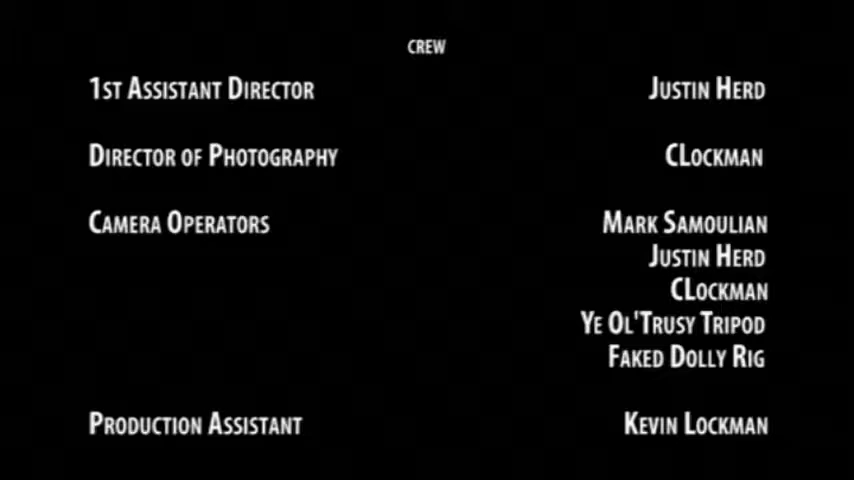 CREW
1ST ASSISTANT DIRECTOR JUSTIN HERD
DIRECTOR OF PHOTOGRAPHY CLOCKMAN
CAMERA OPERATORS MARK SAMOULIAN
JUSTIN HERD
CLOCKMAN
YE OL'TRUSY TRIPOD
FAKED DOLLY RIG
PRODUCTION ASSISTANT KEVIN LOCKMAN